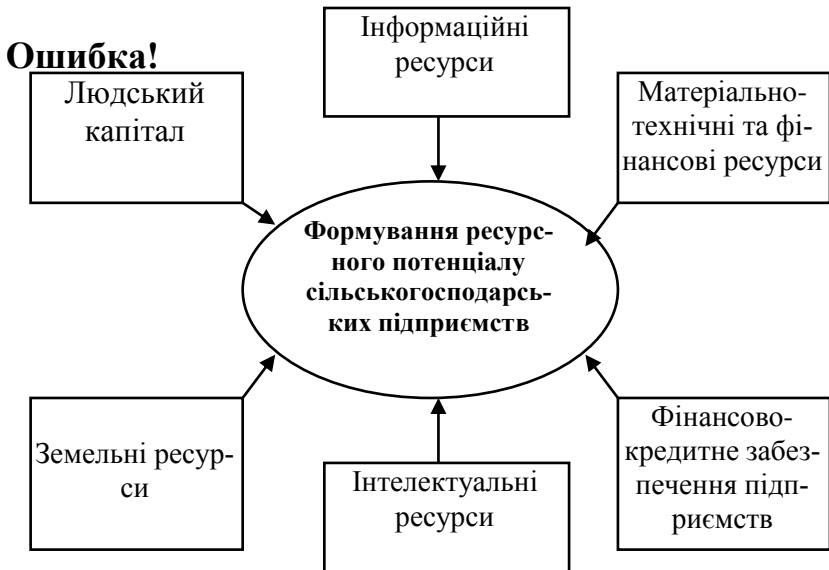 Ошибка!
Інформаційні
ресурси
Людський
капітал
Матеріально-
технічні та фі-
нансові ресурси
Формування ресурс-
ного потенціалу
сільськогосподарсь-
ких підприємств
Земельні ресур-
си
Інтелектуальні
ресурси
Фінансово-
кредитне забез-
печення підп-
риємств